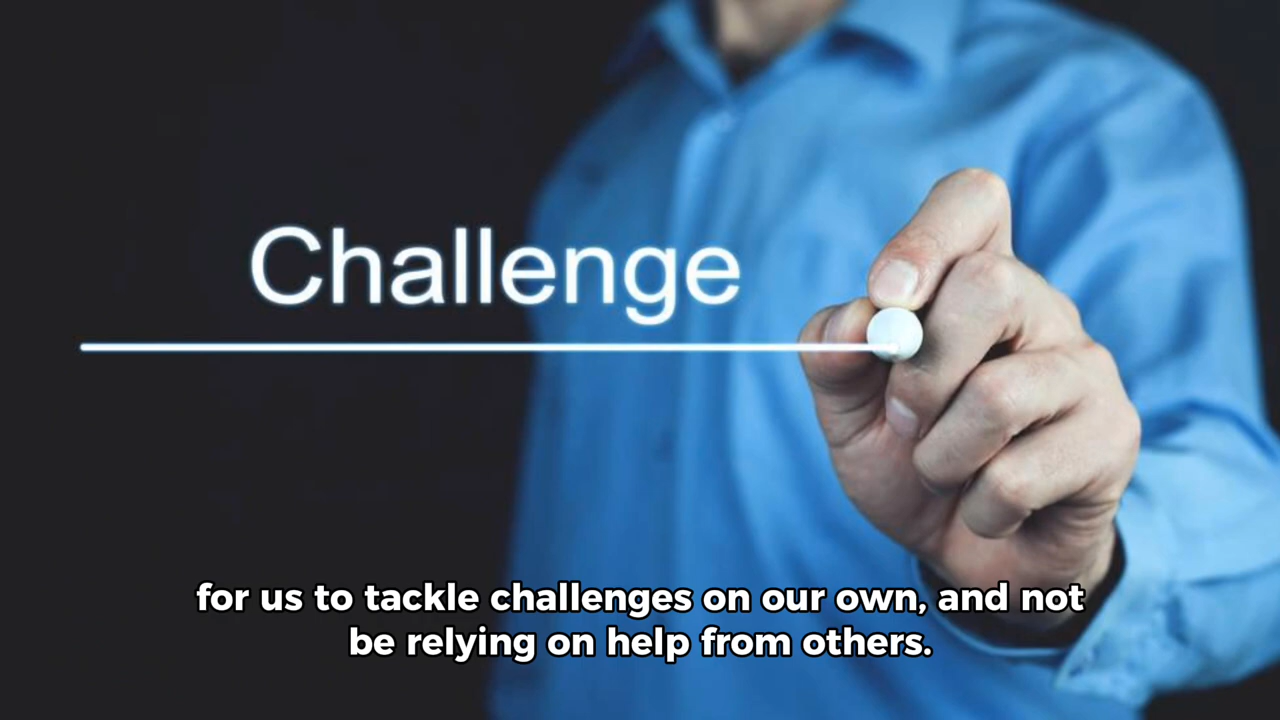 Challenge
for us to tackle challenges on our own, and not
be relying on help from others.